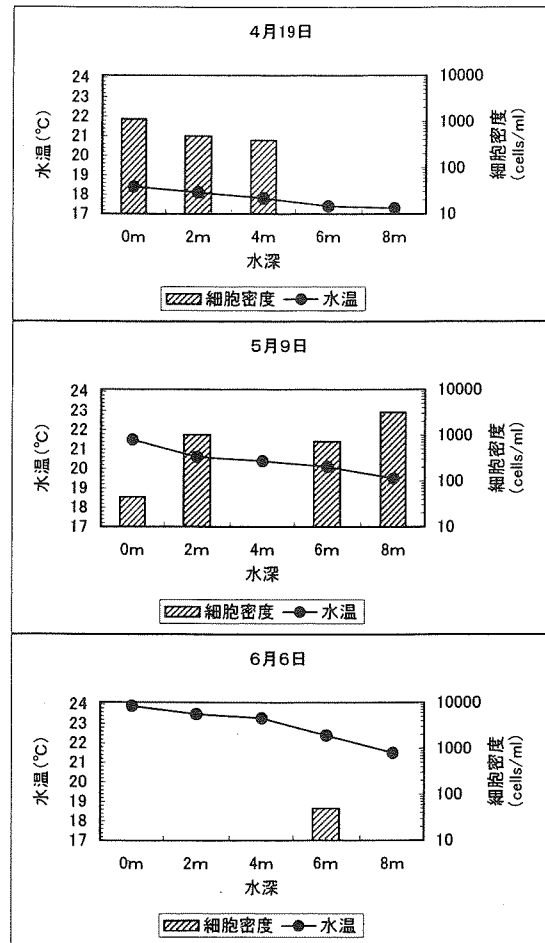 4月19日
水温(℃)
24
23
22
21
20
19
18
17
10000
1000
100
10
細胞密度
(cells/ml)
0m 2m 4m 6m 8m
水深
細胞密度 水温
5月9日
水温(℃)
24
23
22
21
20
19
18
17
10000
1000
100
10
細胞密度
(cells/ml)
0m 2m 4m 6m 8m
水深
細胞密度 水温
6月6日
水温(℃)
24
23
22
21
20
19
18
17
10000
1000
100
10
細胞密度
(cells/ml)
0m 2m 4m 6m 8m
水深
細胞密度 水温